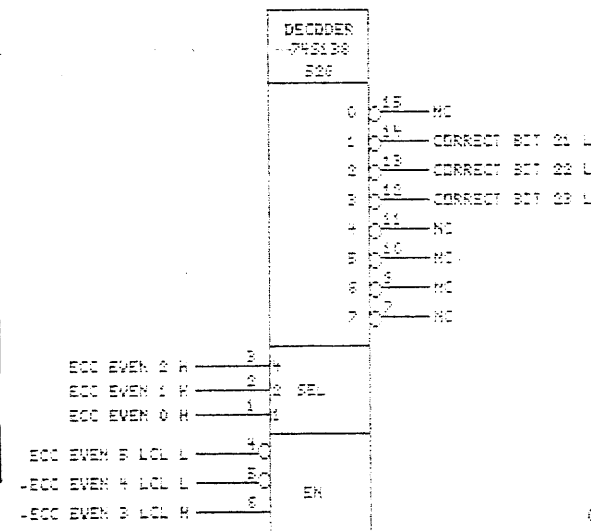 DECODER
74S138
0 15 NC
1 14 CORRECT BIT 21 L
2 13 CORRECT BIT 22 L
3 12 CORRECT BIT 23 L
4 11 NC
5 10 NC
6 9 NC
7 7 NC
ECC EVEN 2 H 3 4
ECC EVEN 1 H 2 2 SEL
ECC EVEN 0 H 1 1
ECC EVEN 5 LCL L 4
-ECC EVEN 4 LCL L 5 EN
-ECC EVEN 3 LCL H 6